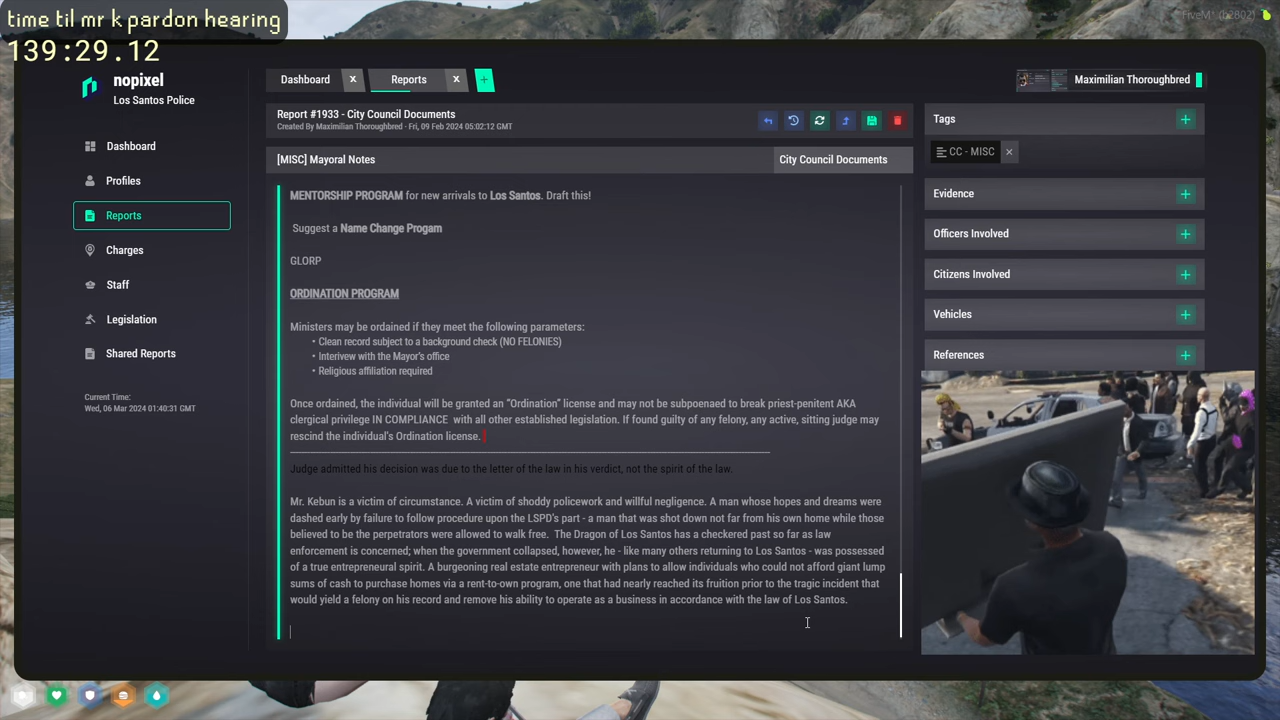 time til mr k pardon hearing
139:29.12
FiveM® (b2802)
nopixel
Los Santos Police
Dashboard
Profiles
Reports
Charges
Staff
Legislation
Shared Reports
Current Time:
Wed, 06 Mar 2024 01:40:31 GMT
Dashboard x Reports x +
Maximilian Thoroughbred
Report #1933 - City Council Documents
Created By Maximilian Thoroughbred · Fri, 09 Feb 2024 05:02:12 GMT
[MISC] Mayoral Notes
City Council Documents
MENTORSHIP PROGRAM for new arrivals to Los Santos. Draft this!
Suggest a Name Change Progam
GLORP
ORDINATION PROGRAM
Ministers may be ordained if they meet the following parameters:
• Clean record subject to a background check (NO FELONIES)
• Interivew with the Mayor's office
• Religious affiliation required
Once ordained, the individual will be granted an "Ordination" license and may not be subpoenaed to break priest-penitent AKA
clerical privilege IN COMPLIANCE with all other established legislation. If found guilty of any felony, any active, sitting judge may
rescind the individual's Ordination license.
Judge admitted his decision was due to the letter of the law in his verdict, not the spirit of the law.
Mr. Kebun is a victim of circumstance. A victim of shoddy policework and willful negligence. A man whose hopes and dreams were
dashed early by failure to follow procedure upon the LSPD's part - a man that was shot down not far from his own home while those
believed to be the perpetrators were allowed to walk free. The Dragon of Los Santos has a checkered past so far as law
enforcement is concerned; when the government collapsed, however, he - like many others returning to Los Santos - was possessed
of a true entrepreneurial spirit. A burgeoning real estate entrepreneur with plans to allow individuals who could not afford giant lump
sums of cash to purchase homes via a rent-to-own program, one that had nearly reached its fruition prior to the tragic incident that
would yield a felony on his record and remove his ability to operate as a business in accordance with the law of Los Santos.
Tags +
CC - MISC x
Evidence +
Officers Involved +
Citizens Involved +
Vehicles +
References +